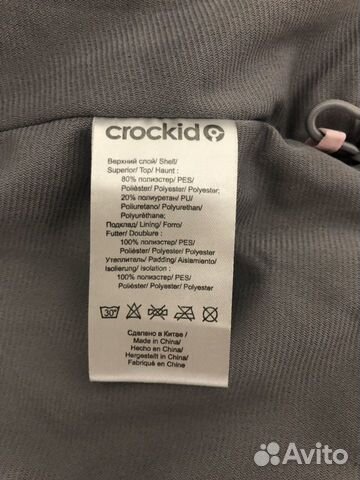 crockid
Верхний слой/ Shell/
Superior/ Top/ Haunt :
80% полиэстер/ PES/
Poliéster/ Polyester/ Polyester;
20% полиуретан/ PU/
Poliuretano/ Polyurethan/
Polyuréthane;
Подклад/ Lining/ Forro/
Futter/ Doublure :
100% полиэстер/ PES/
Poliéster/ Polyester/ Polyester
Утеплитель/ Padding/ Aislamiento/
Isolierung/ Isolation :
100% полиэстер/ PES/
Poliéster/ Polyester/ Polyester
30°
Сделано в Китае/
Made in China/
Hecho en China/
Hergestellt in China/
Fabriqué en China
Avito